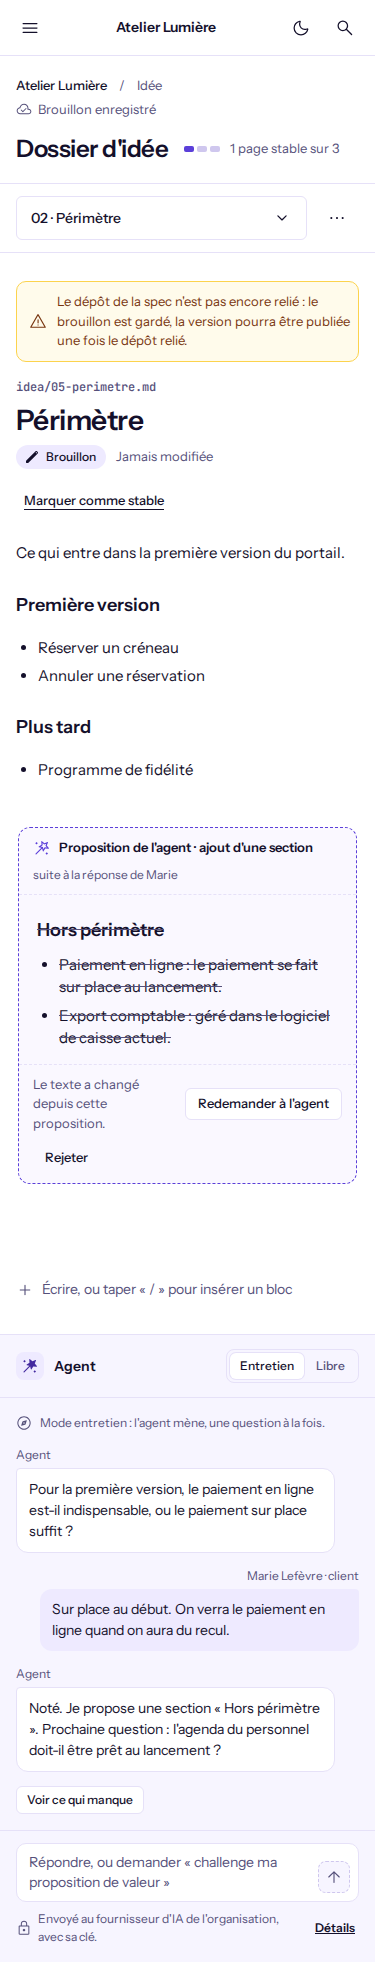 Atelier Lumière
Atelier Lumière / Idée
Brouillon enregistré
Dossier d'idée 1 page stable sur 3
02 · Périmètre
Le dépôt de la spec n'est pas encore relié : le
brouillon est gardé, la version pourra être publiée
une fois le dépôt relié.
idea/05-perimetre.md
Périmètre
Brouillon Jamais modifiée
Marquer comme stable
Ce qui entre dans la première version du portail.
Première version
Réserver un créneau
Annuler une réservation
Plus tard
Programme de fidélité
Proposition de l'agent · ajout d'une section
suite à la réponse de Marie
Hors périmètre
Paiement en ligne : le paiement se fait
sur place au lancement.
Export comptable : géré dans le logiciel
de caisse actuel.
Le texte a changé
depuis cette
proposition.
Redemander à l'agent
Rejeter
Écrire, ou taper « / » pour insérer un bloc
Agent Entretien Libre
Mode entretien : l'agent mène, une question à la fois.
Agent
Pour la première version, le paiement en ligne
est-il indispensable, ou le paiement sur place
suffit ?
Marie Lefèvre · client
Sur place au début. On verra le paiement en
ligne quand on aura du recul.
Agent
Noté. Je propose une section « Hors périmètre
». Prochaine question : l'agenda du personnel
doit-il être prêt au lancement ?
Voir ce qui manque
Répondre, ou demander « challenge ma
proposition de valeur »
Envoyé au fournisseur d'IA de l'organisation,
avec sa clé.
Détails